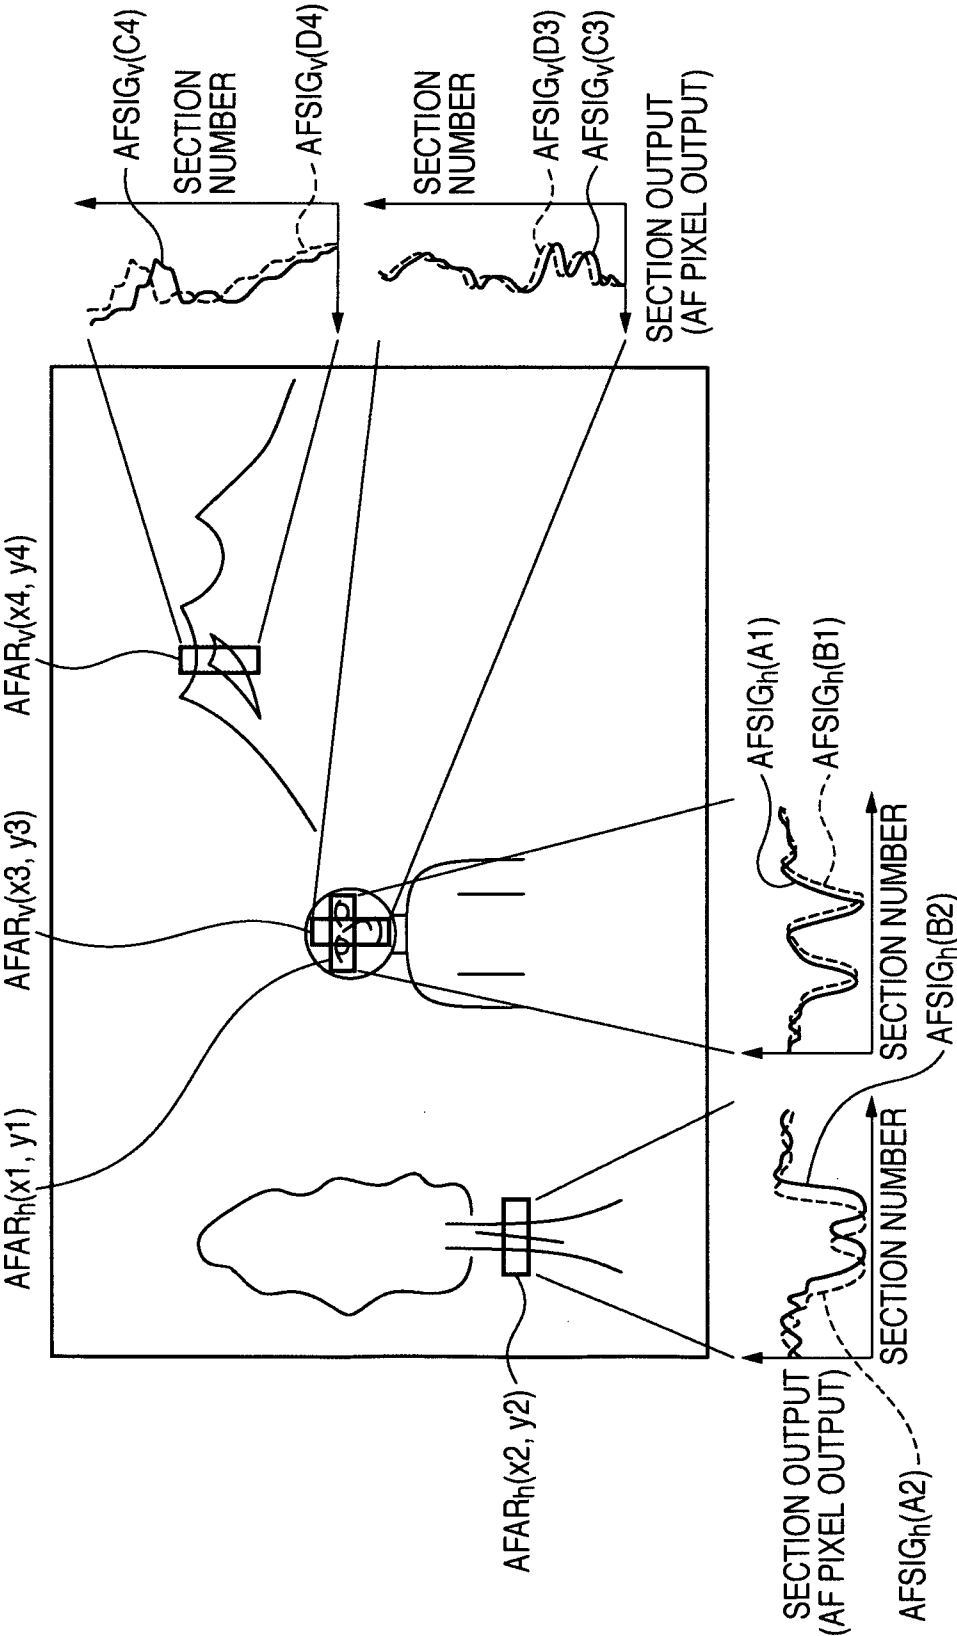 AFARh(x1, y1)
AFARv(x3, y3)
AFARv(x4, y4)
AFSIGv(C4)
SECTION
NUMBER
AFSIGv(D4)
SECTION
NUMBER
AFSIGv(D3)
AFSIGv(C3)
SECTION OUTPUT
(AF PIXEL OUTPUT)
AFARh(x2, y2)
SECTION OUTPUT
(AF PIXEL OUTPUT)
AFSIGh(A2)
SECTION NUMBER
AFSIGh(B2)
SECTION NUMBER
AFSIGh(A1)
AFSIGh(B1)